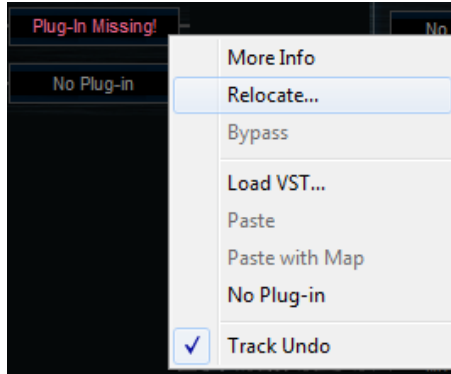 Plug-In Missing!
No
No Plug-in
More Info
Relocate...
Bypass
Load VST...
Paste
Paste with Map
No Plug-in
Track Undo